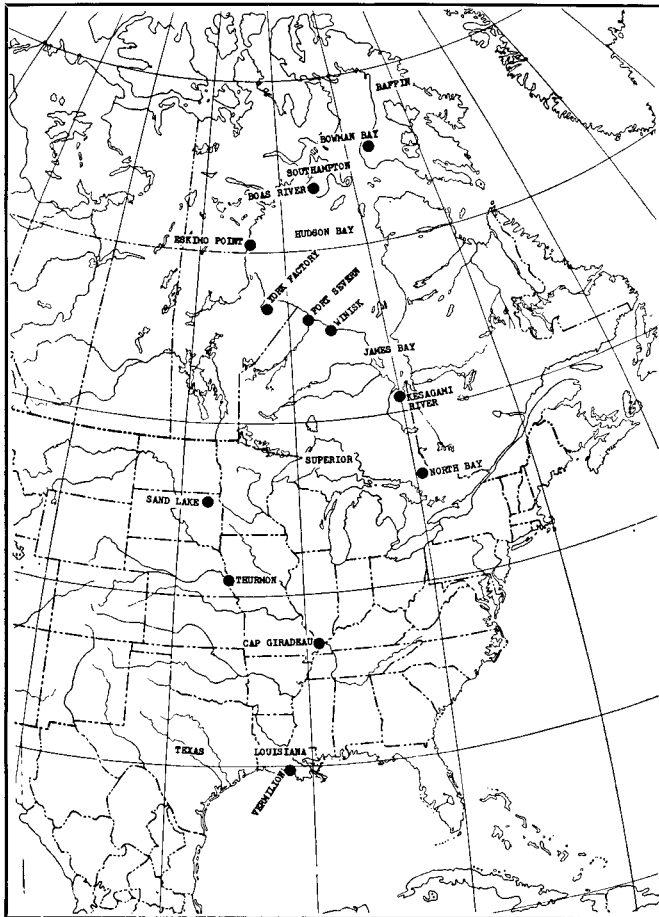 BAFFIN
BOWMAN BAY
SOUTHAMPTON
BOAS RIVER
HUDSON BAY
ESKIMO POINT
YORK FACTORY
FORT SEVERN
WINISK
JAMES BAY
KESAGAMI
RIVER
SUPERIOR
NORTH BAY
SAND LAKE
THURMON
CAP GIRADEAU
TEXAS
LOUISIANA
VERMILION